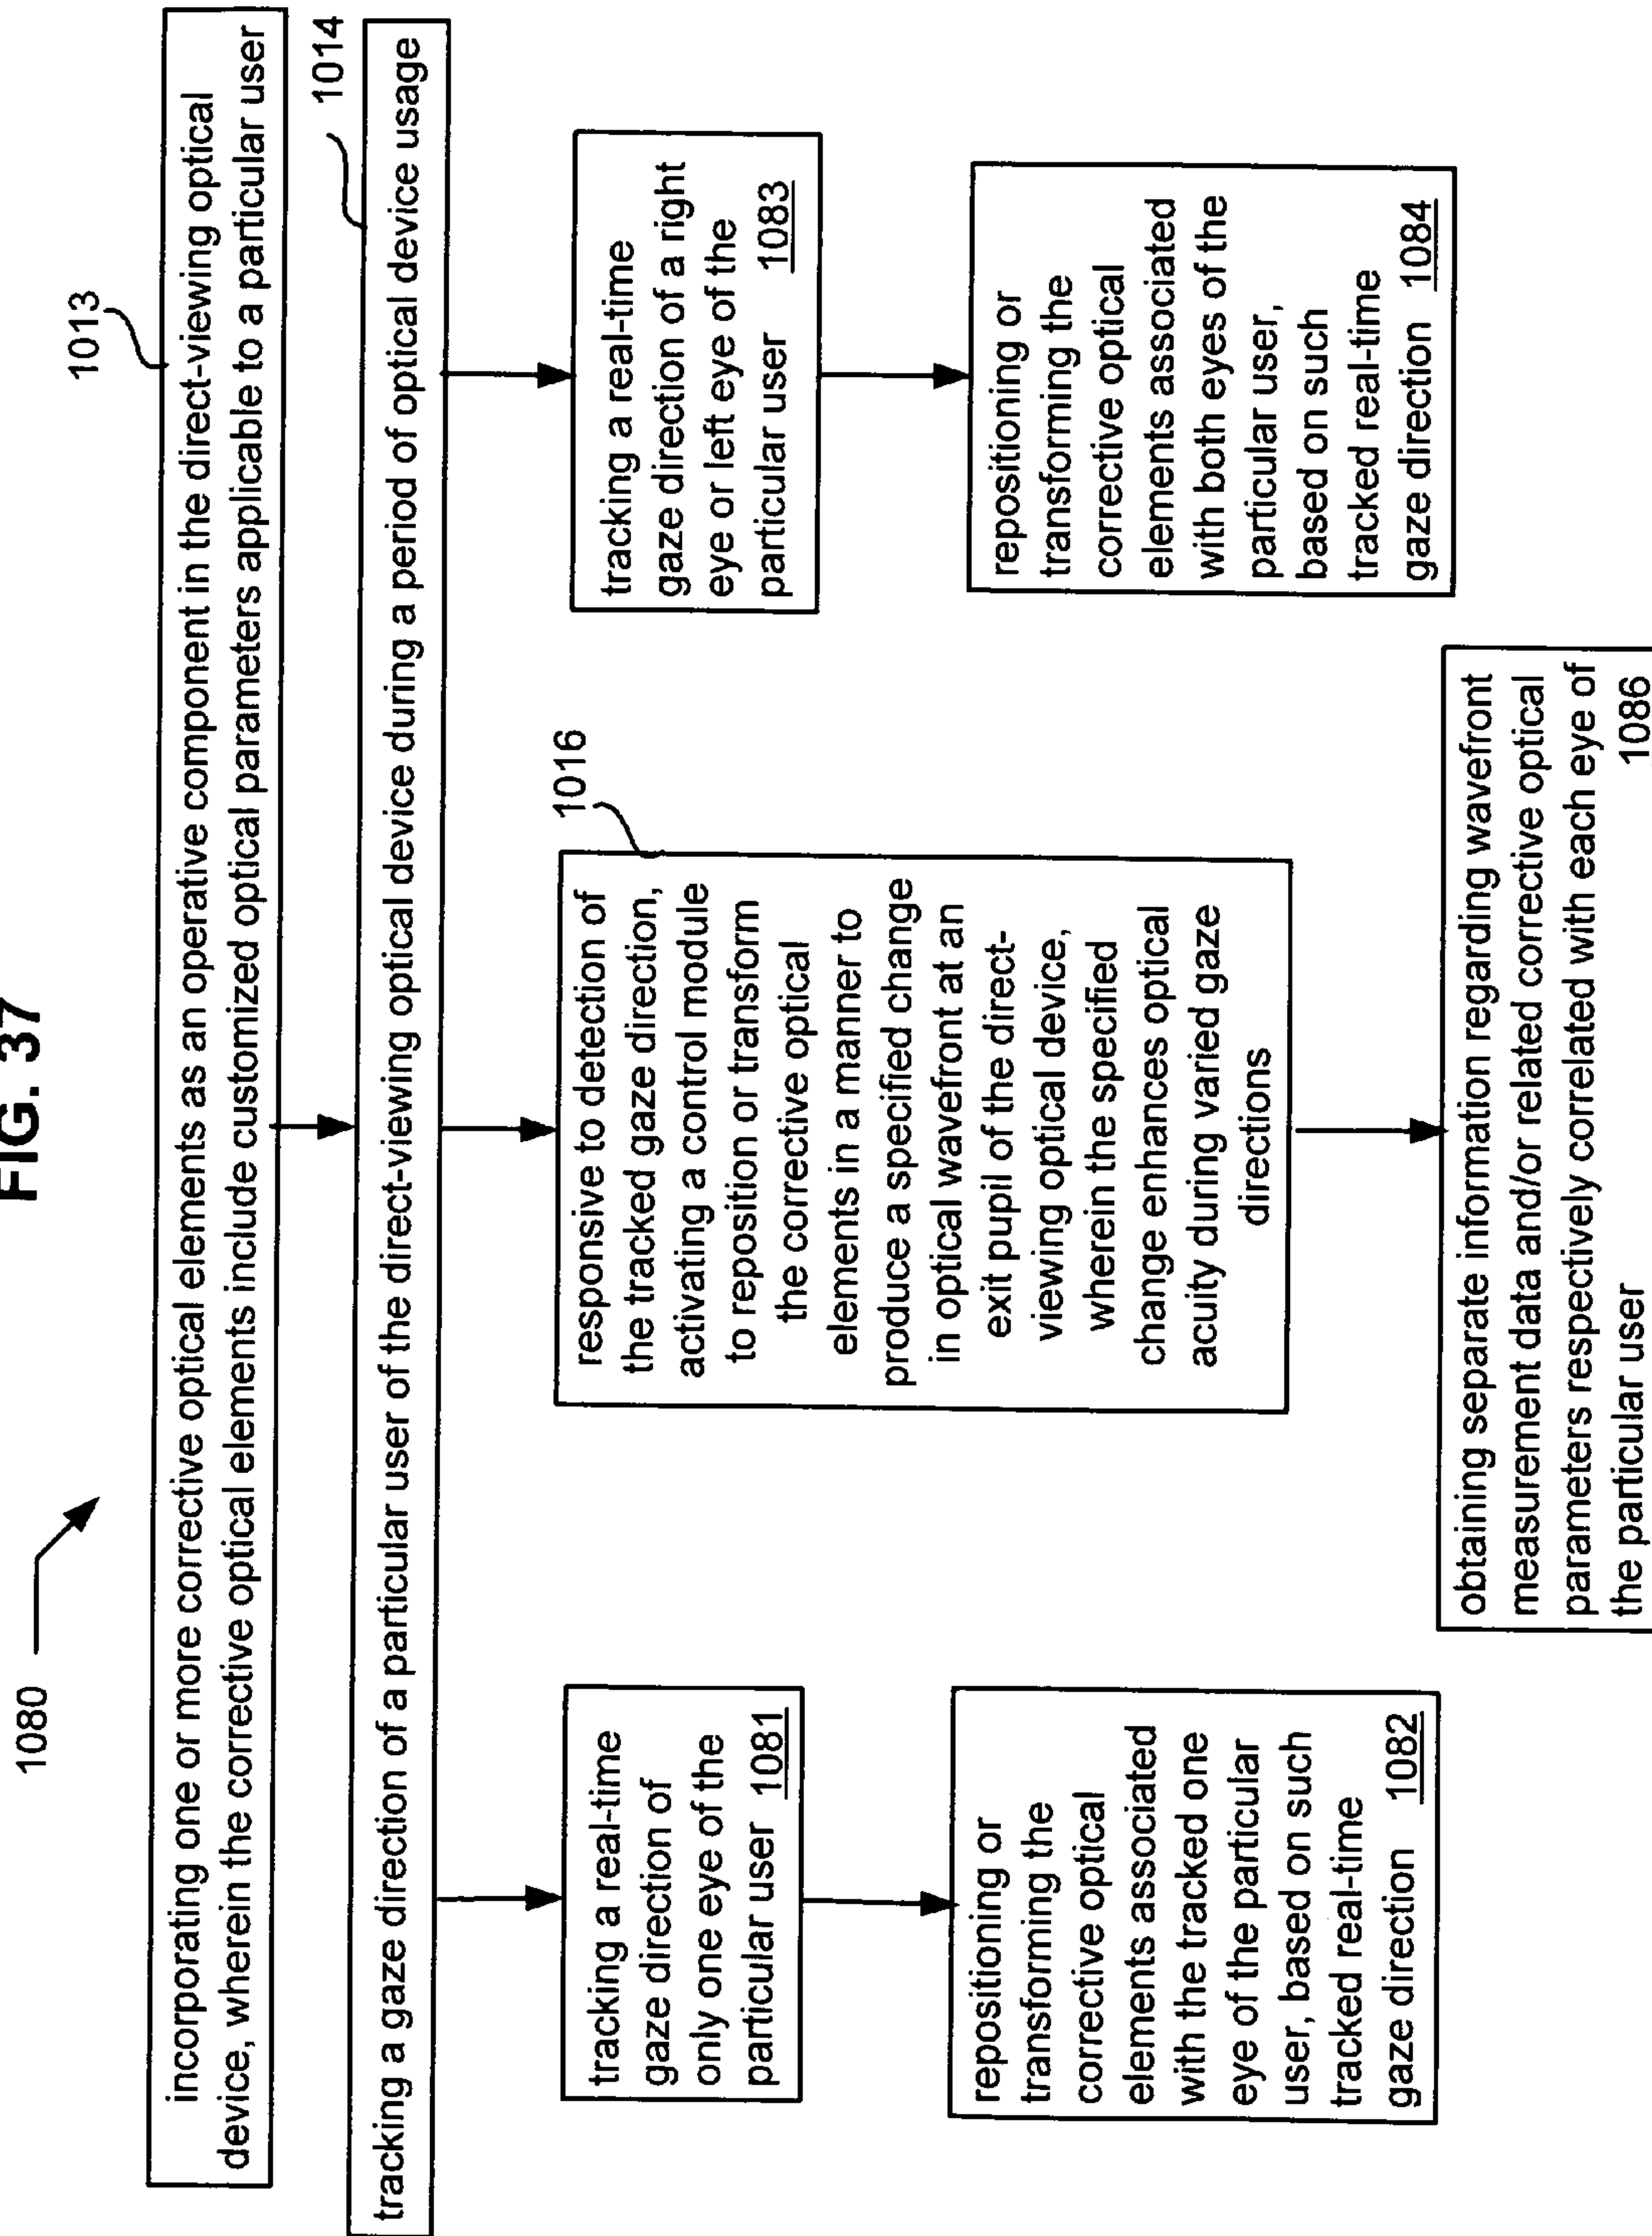 FIG. 37
1080
1013
incorporating one or more corrective optical elements as an operative component in the direct-viewing optical
device, wherein the corrective optical elements include customized optical parameters applicable to a particular user
1014
tracking a gaze direction of a particular user of the direct-viewing optical device during a period of optical device usage
tracking a real-time
gaze direction of
only one eye of the
particular user 1081
repositioning or
transforming the
corrective optical
elements associated
with the tracked one
eye of the particular
user, based on such
tracked real-time
gaze direction 1082
1016
responsive to detection of
the tracked gaze direction,
activating a control module
to reposition or transform
the corrective optical
elements in a manner to
produce a specified change
in optical wavefront at an
exit pupil of the direct-
viewing optical device,
wherein the specified
change enhances optical
acuity during varied gaze
directions
obtaining separate information regarding wavefront
measurement data and/or related corrective optical
parameters respectively correlated with each eye of
the particular user 1086
tracking a real-time
gaze direction of a right
eye or left eye of the
particular user 1083
repositioning or
transforming the
corrective optical
elements associated
with both eyes of the
particular user,
based on such
tracked real-time
gaze direction 1084